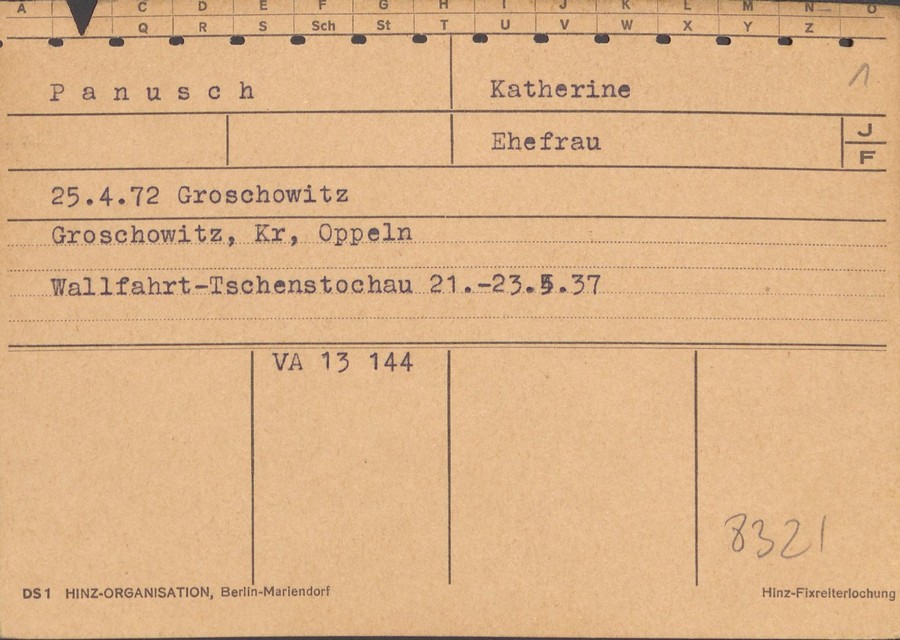 A C D E F G H I J K L M N O
Q R S Sch St T U V W X Y Z
Panusch Katherine
1
Ehefrau J
F
25.4.72 Groschowitz
Groschowitz, Kr, Oppeln
Wallfahrt-Tschenstochau 21.-23.5.37
VA 13 144
8321
DS1 HINZ-ORGANISATION, Berlin-Mariendorf Hinz-Fixreiterlochung